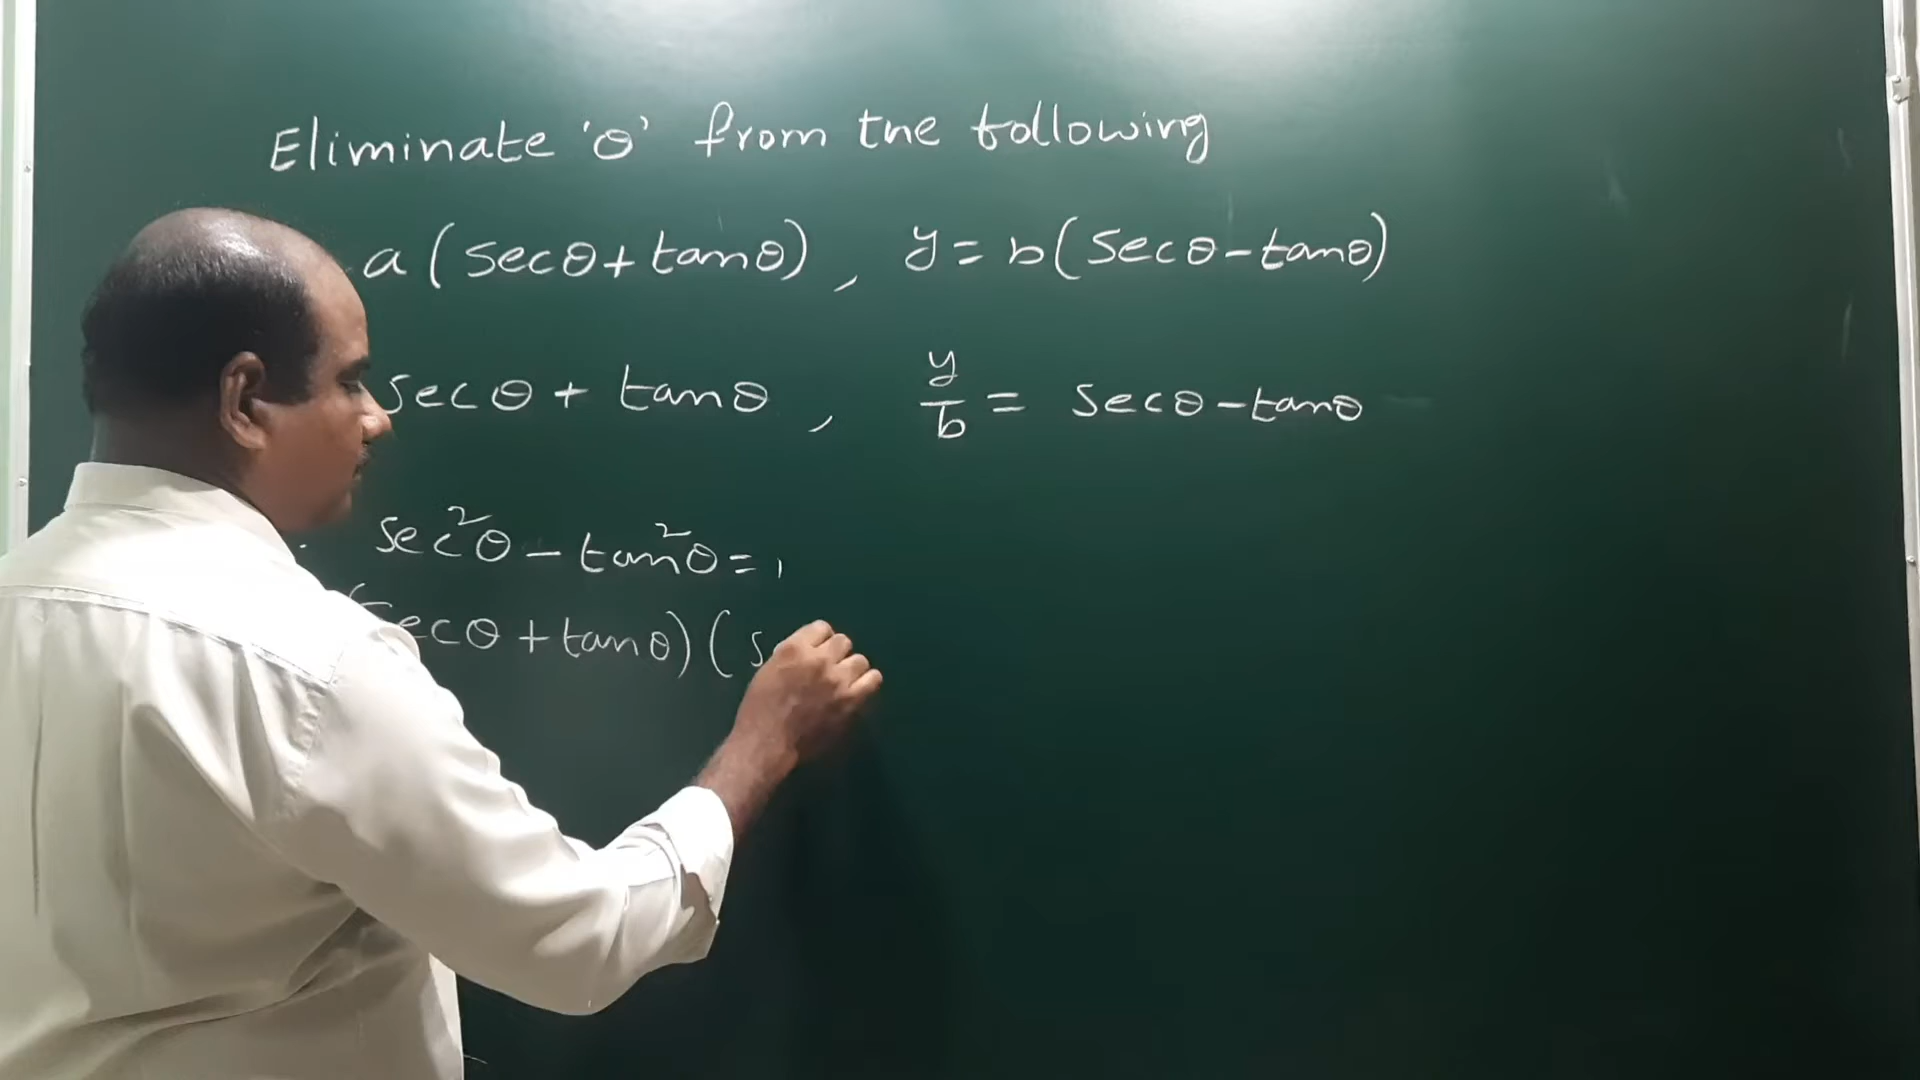 Eliminate 'θ' from the following
a (secθ + tanθ) , y = b (secθ - tanθ)
secθ + tanθ , y/b = secθ - tanθ
sec²θ - tan²θ = 1
secθ + tanθ) ( s